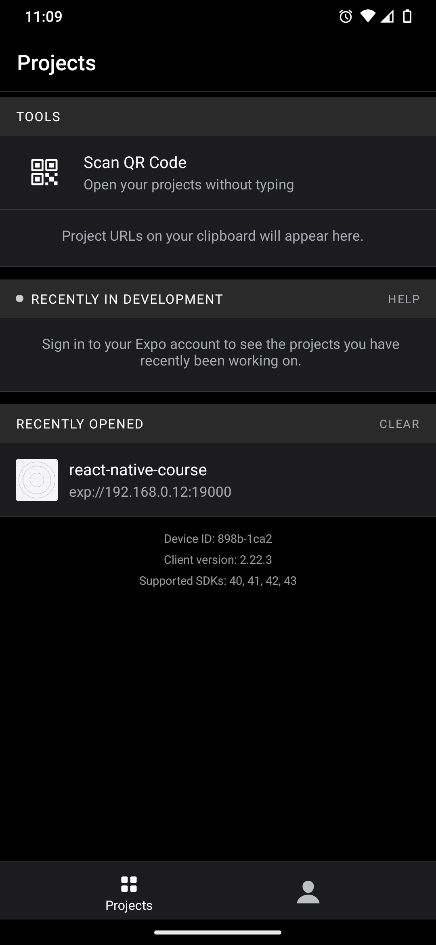 11:09
Projects
TOOLS
Scan QR Code
Open your projects without typing
Project URLs on your clipboard will appear here.
RECENTLY IN DEVELOPMENT
HELP
Sign in to your Expo account to see the projects you have
recently been working on.
RECENTLY OPENED
CLEAR
react-native-course
exp://192.168.0.12:19000
Device ID: 898b-1ca2
Client version: 2.22.3
Supported SDKs: 40, 41, 42, 43
Projects